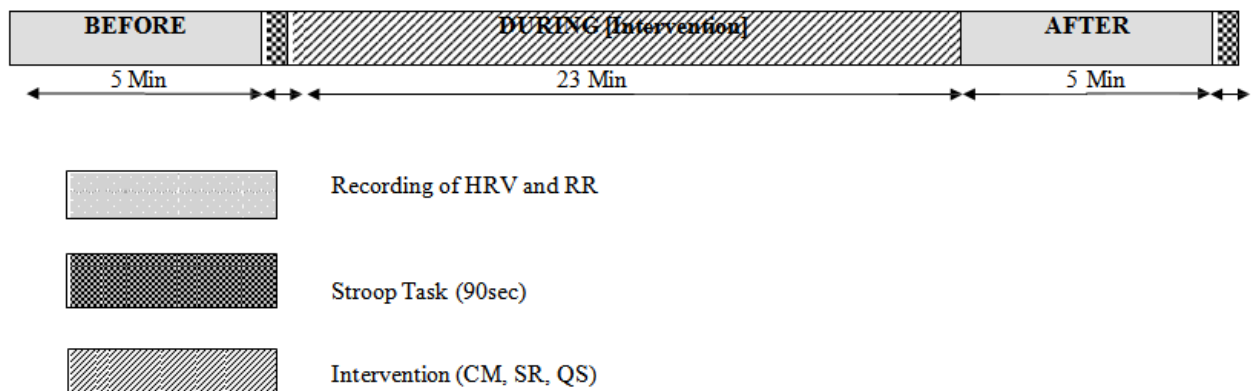 BEFORE DURING [Intervention] AFTER
5 Min 23 Min 5 Min
Recording of HRV and RR
Stroop Task (90sec)
Intervention (CM, SR, QS)